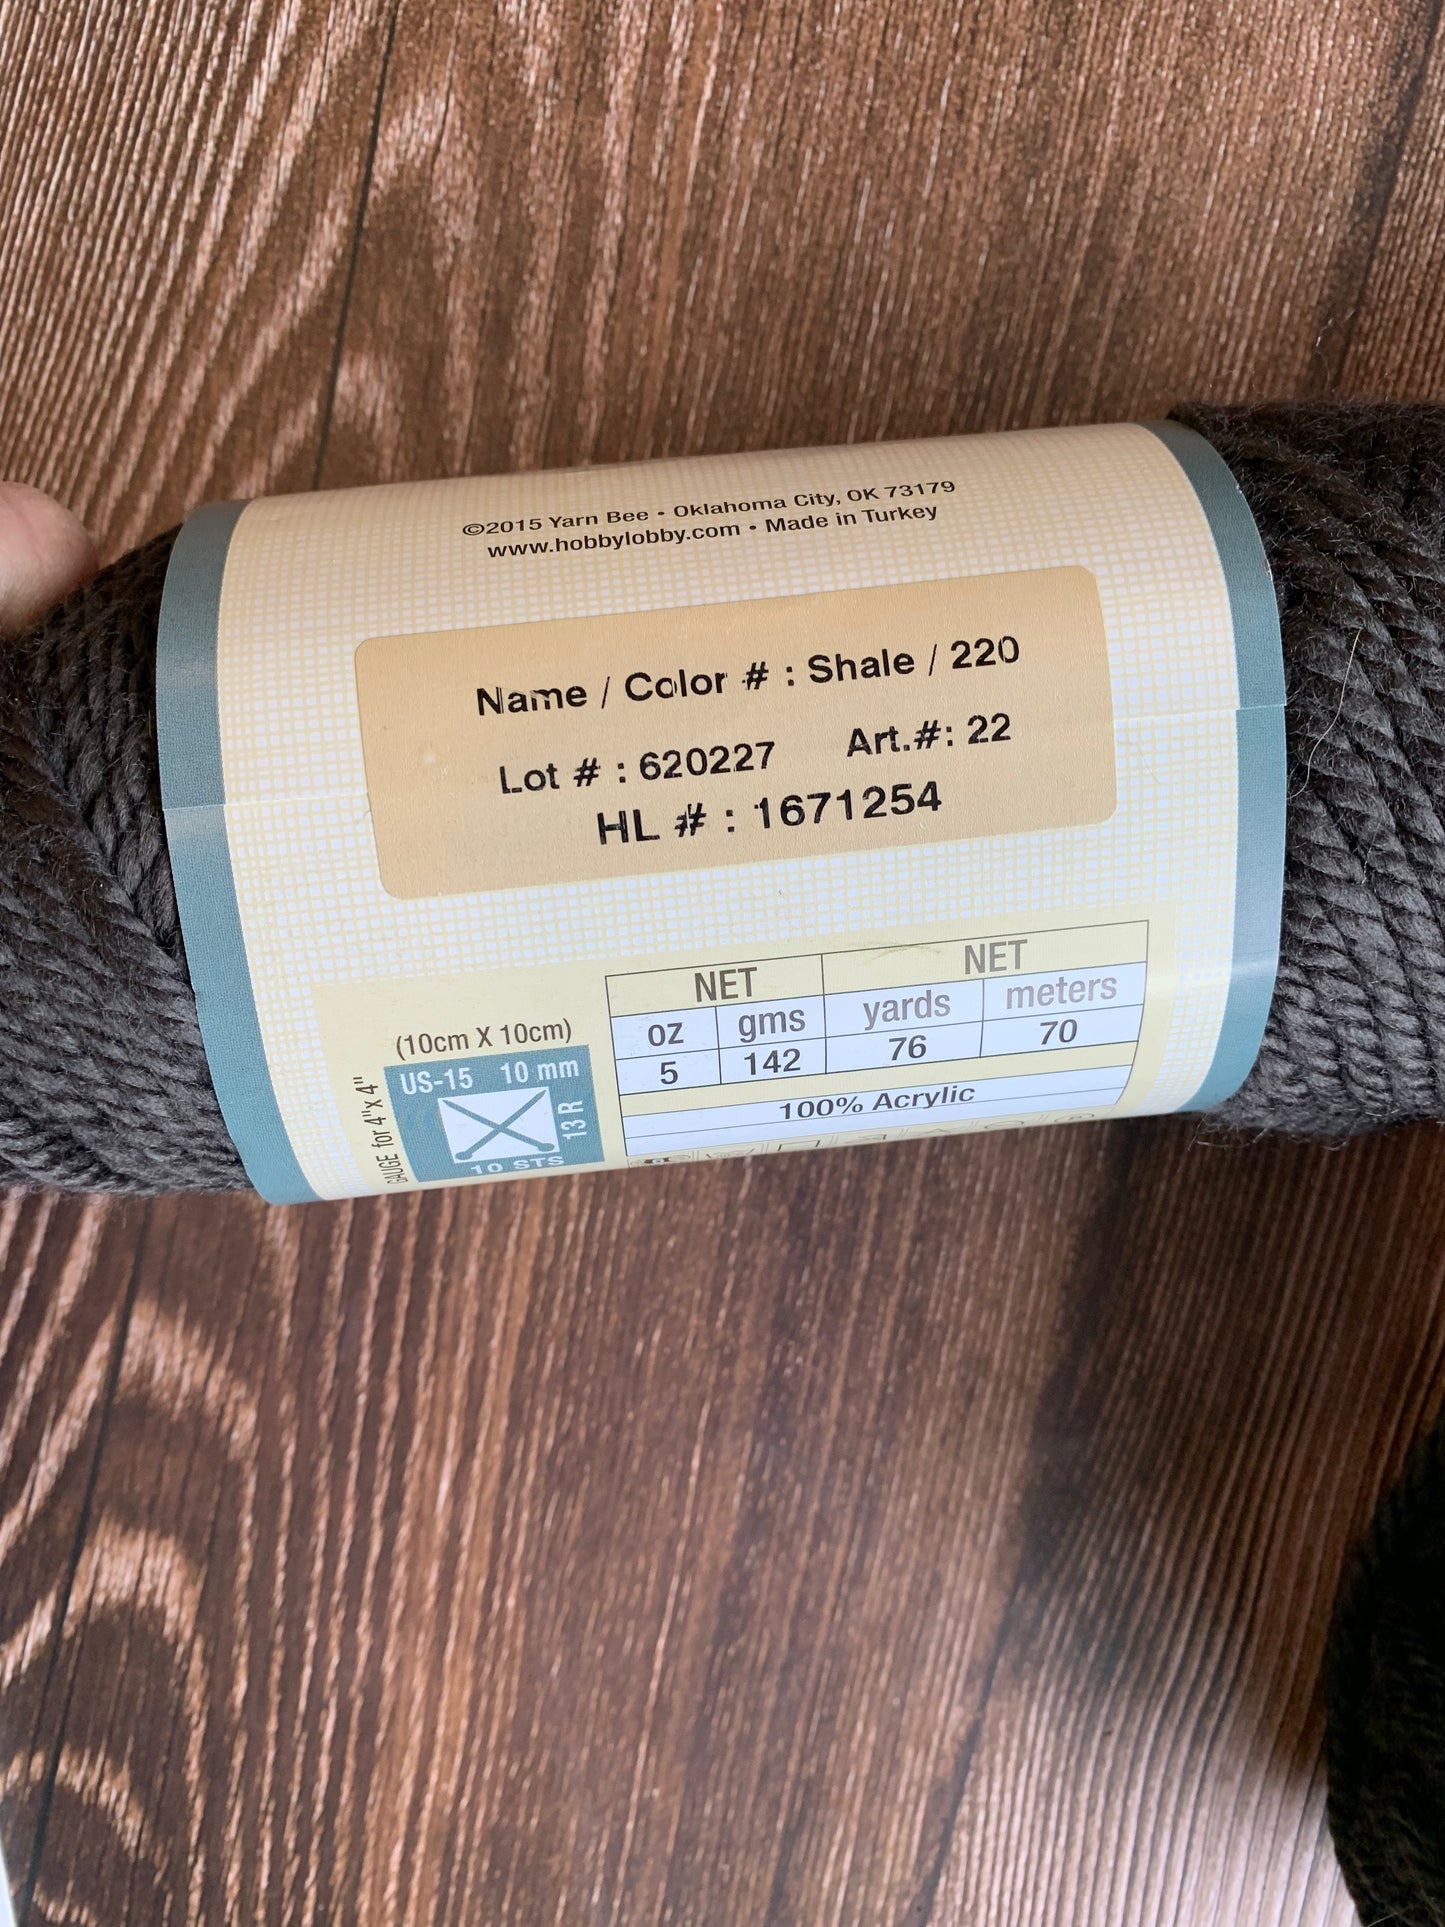 ©2015 Yarn Bee • Oklahoma City, OK 73179
www.hobbylobby.com • Made in Turkey
Name / Color # : Shale / 220
Lot # : 620227 Art.#: 22
HL # : 1671254
NET NET
oz gms yards meters
5 142 76 70
100% Acrylic
(10cm X 10cm)
GAUGE for 4"x 4"
US-15 10 mm
13 R
10 STS